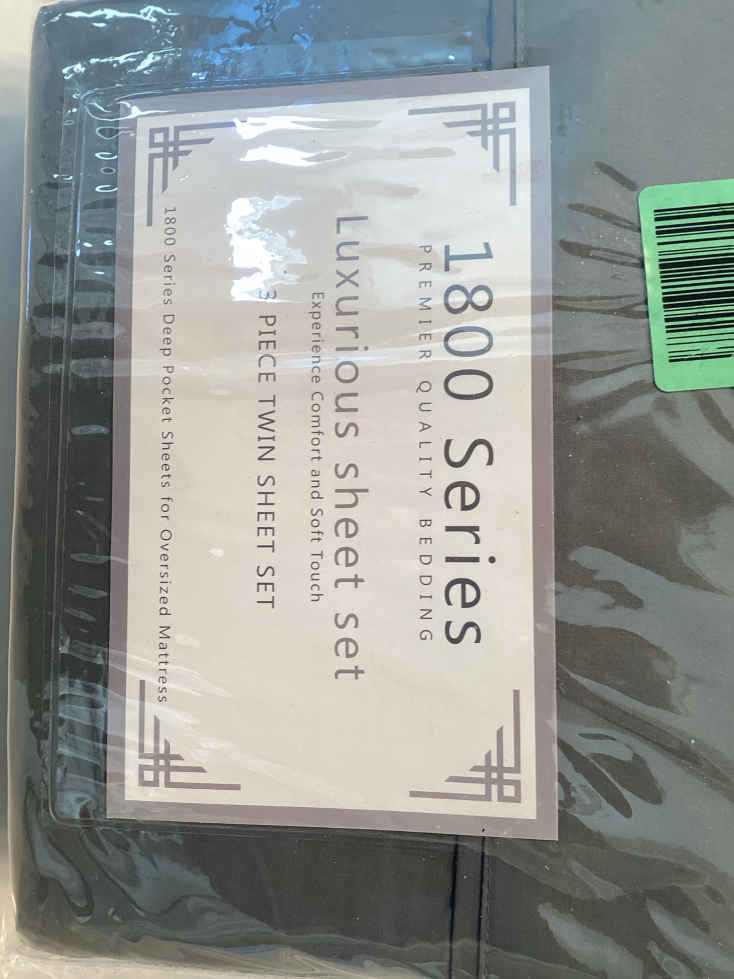 1800 Series
PREMIER QUALITY BEDDING
Luxurious sheet set
Experience Comfort and Soft Touch
3 PIECE TWIN SHEET SET
1800 Series Deep Pocket Sheets for Oversized Mattress